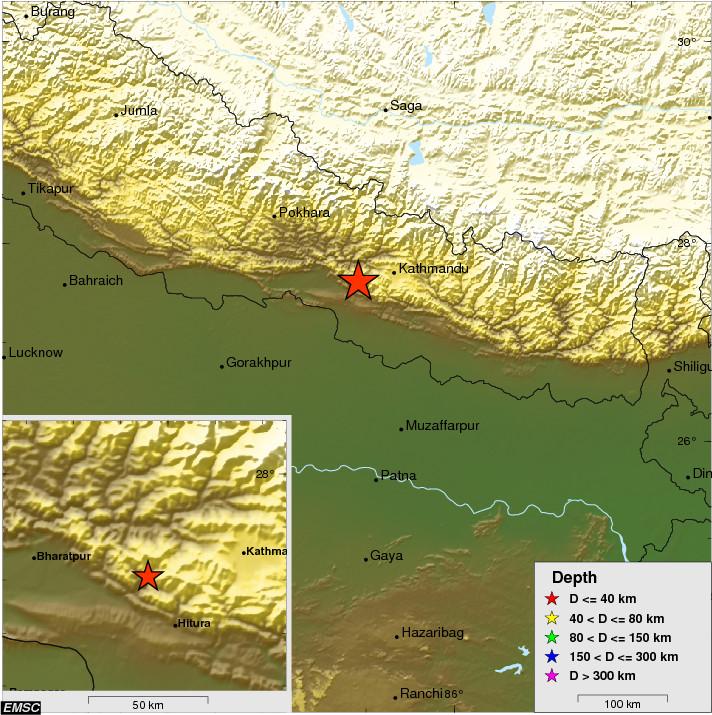 Burang
30°
Jumla
Saga
Tikapur
Pokhara
28°
Kathmandu
Bahraich
Lucknow
Gorakhpur
Shiligu
Muzaffarpur
26°
Patna
Din
28°
Gaya
Kathma
Bharatpur
Hitura
Hazaribag
Ranchi 86°
50 km
EMSC
Depth
D <= 40 km
40 < D <= 80 km
80 < D <= 150 km
150 < D <= 300 km
D > 300 km
100 km